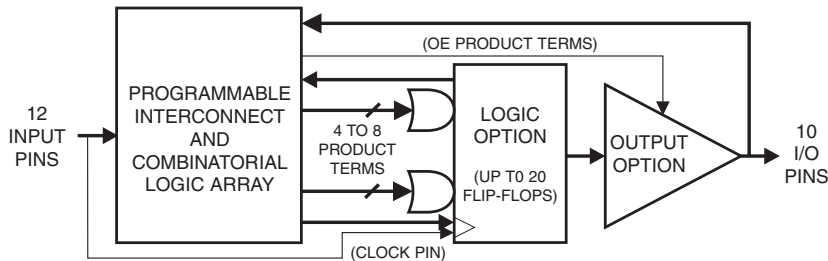 (OE PRODUCT TERMS)
12
INPUT
PINS
PROGRAMMABLE
INTERCONNECT
AND
COMBINATORIAL
LOGIC ARRAY
4 TO 8
PRODUCT
TERMS
LOGIC
OPTION
(UP T0 20
FLIP-FLOPS)
OUTPUT
OPTION
10
I/O
PINS
(CLOCK PIN)